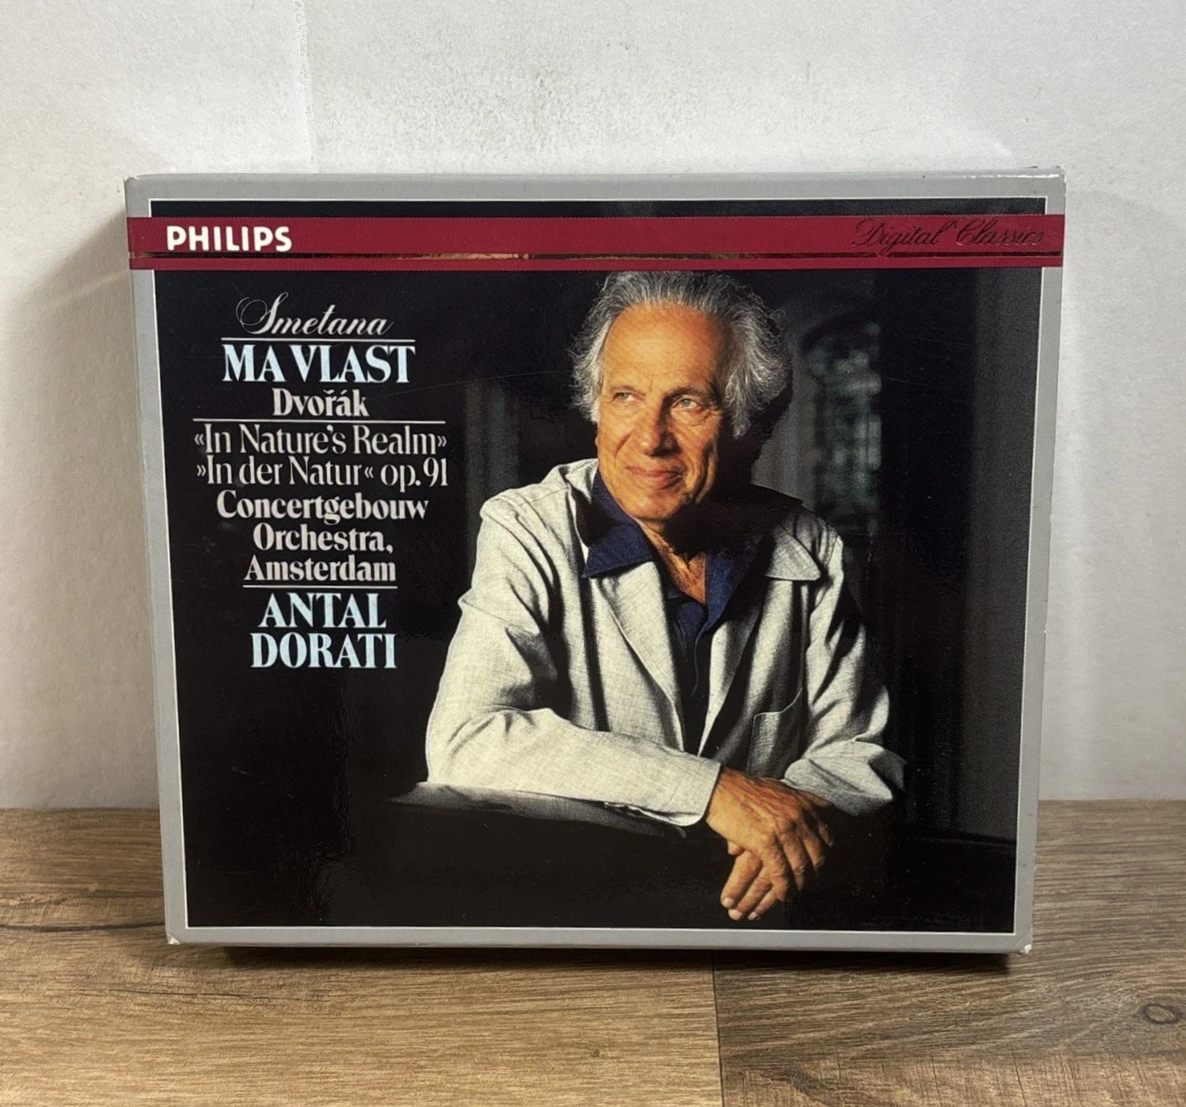 PHILIPS
Digital Classics
Smetana
MA VLAST
Dvořák
«In Nature's Realm»
»In der Natur« op. 91
Concertgebouw
Orchestra,
Amsterdam
ANTAL
DORATI